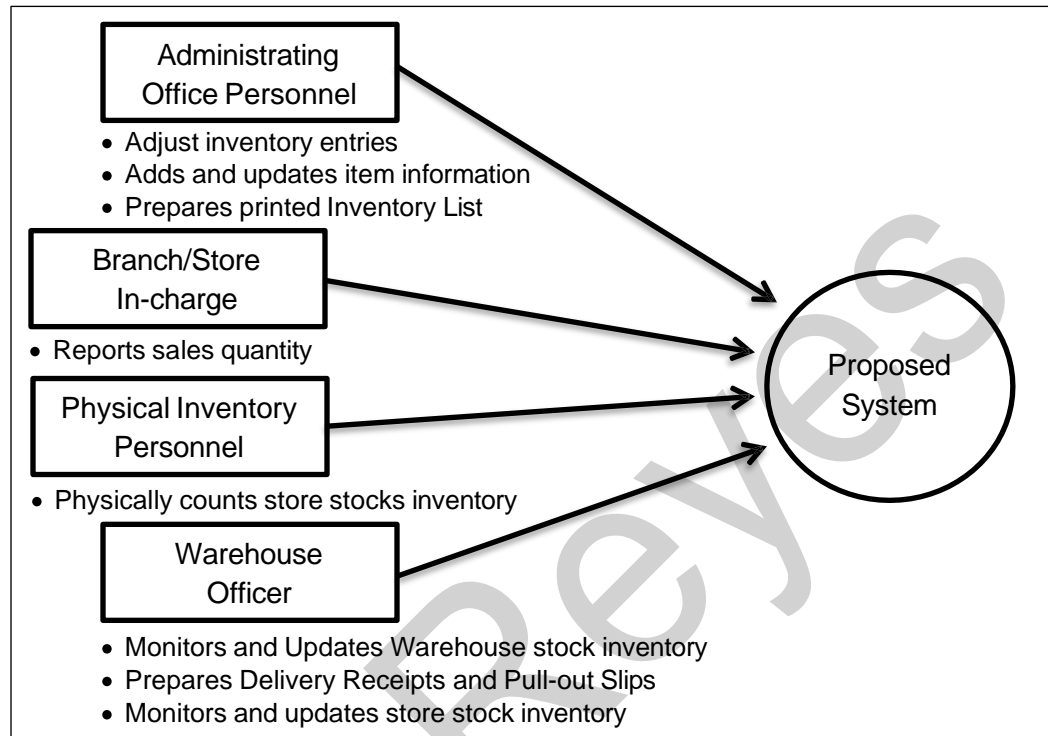 Administrating
Office Personnel
• Adjust inventory entries
• Adds and updates item information
• Prepares printed Inventory List
Branch/Store
In-charge
• Reports sales quantity
Physical Inventory
Personnel
• Physically counts store stocks inventory
Warehouse
Officer
• Monitors and Updates Warehouse stock inventory
• Prepares Delivery Receipts and Pull-out Slips
• Monitors and updates store stock inventory
Proposed
System
Reyes